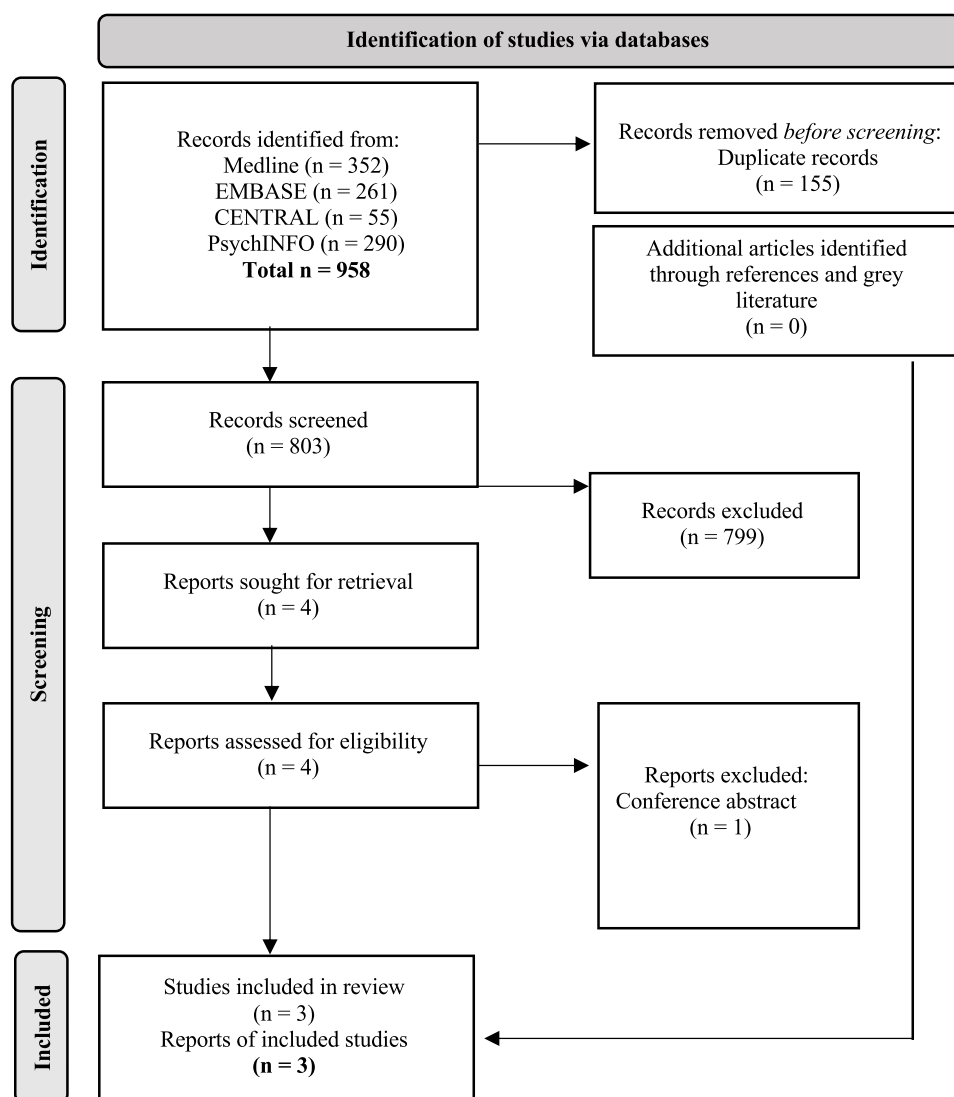 Identification of studies via databases
Identification
Records identified from:
Medline (n = 352)
EMBASE (n = 261)
CENTRAL (n = 55)
PsychINFO (n = 290)
Total n = 958
Records removed before screening:
Duplicate records
(n = 155)
Additional articles identified
through references and grey
literature
(n = 0)
Screening
Records screened
(n = 803)
Records excluded
(n = 799)
Reports sought for retrieval
(n = 4)
Reports assessed for eligibility
(n = 4)
Reports excluded:
Conference abstract
(n = 1)
Included
Studies included in review
(n = 3)
Reports of included studies
(n = 3)